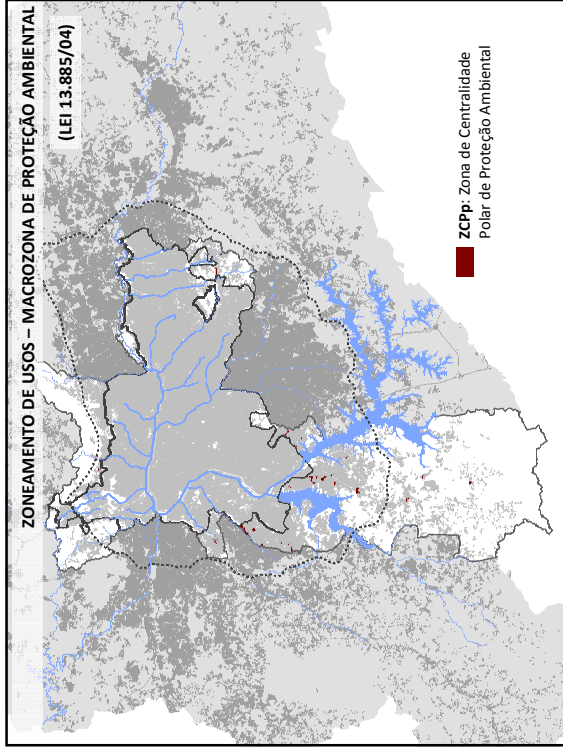 ZONEAMENTO DE USOS – MACROZONA DE PROTEÇÃO AMBIENTAL
(LEI 13.885/04)
ZCPp: Zona de Centralidade
Polar de Proteção Ambiental